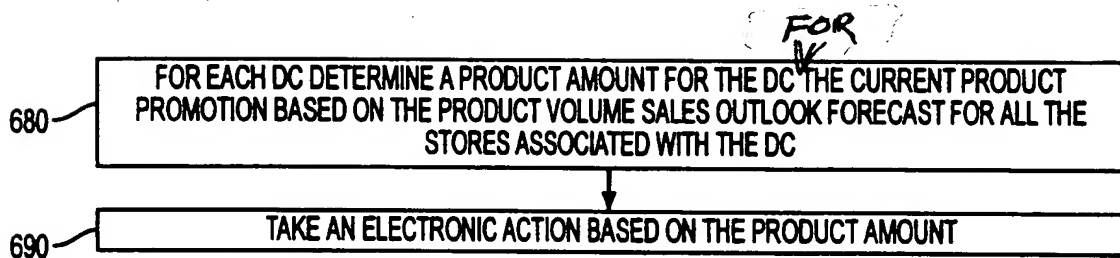 FOR
680 FOR EACH DC DETERMINE A PRODUCT AMOUNT FOR THE DC THE CURRENT PRODUCT
PROMOTION BASED ON THE PRODUCT VOLUME SALES OUTLOOK FORECAST FOR ALL THE
STORES ASSOCIATED WITH THE DC
690 TAKE AN ELECTRONIC ACTION BASED ON THE PRODUCT AMOUNT